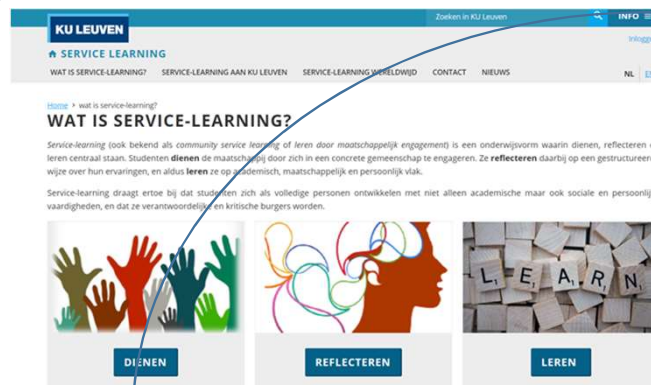 Zoeken in KU Leuven INFO
KU LEUVEN
SERVICE LEARNING
WAT IS SERVICE-LEARNING? SERVICE-LEARNING AAN KU LEUVEN SERVICE-LEARNING WERELDWIJD CONTACT NIEUWS NL
Home > wat is service-learning?
WAT IS SERVICE-LEARNING?
Service-learning (ook bekend als community service learning of leren door maatschappelijk engagement) is een onderwijsvorm waarin dienen, reflecteren
leren centraal staan. Studenten dienen de maatschappij door zich in een concrete gemeenschap te engageren. Ze reflecteren daarbij op een gestructureer
wijze over hun ervaringen, en aldus leren ze op academisch, maatschappelijk en persoonlijk vlak.
Service-learning draagt ertoe bij dat studenten zich als volledige personen ontwikkelen met niet alleen academische maar ook sociale en persoonlij
vaardigheden, en dat ze verantwoordelijke en kritische burgers worden.
LEARN
DIENEN REFLECTEREN LEREN